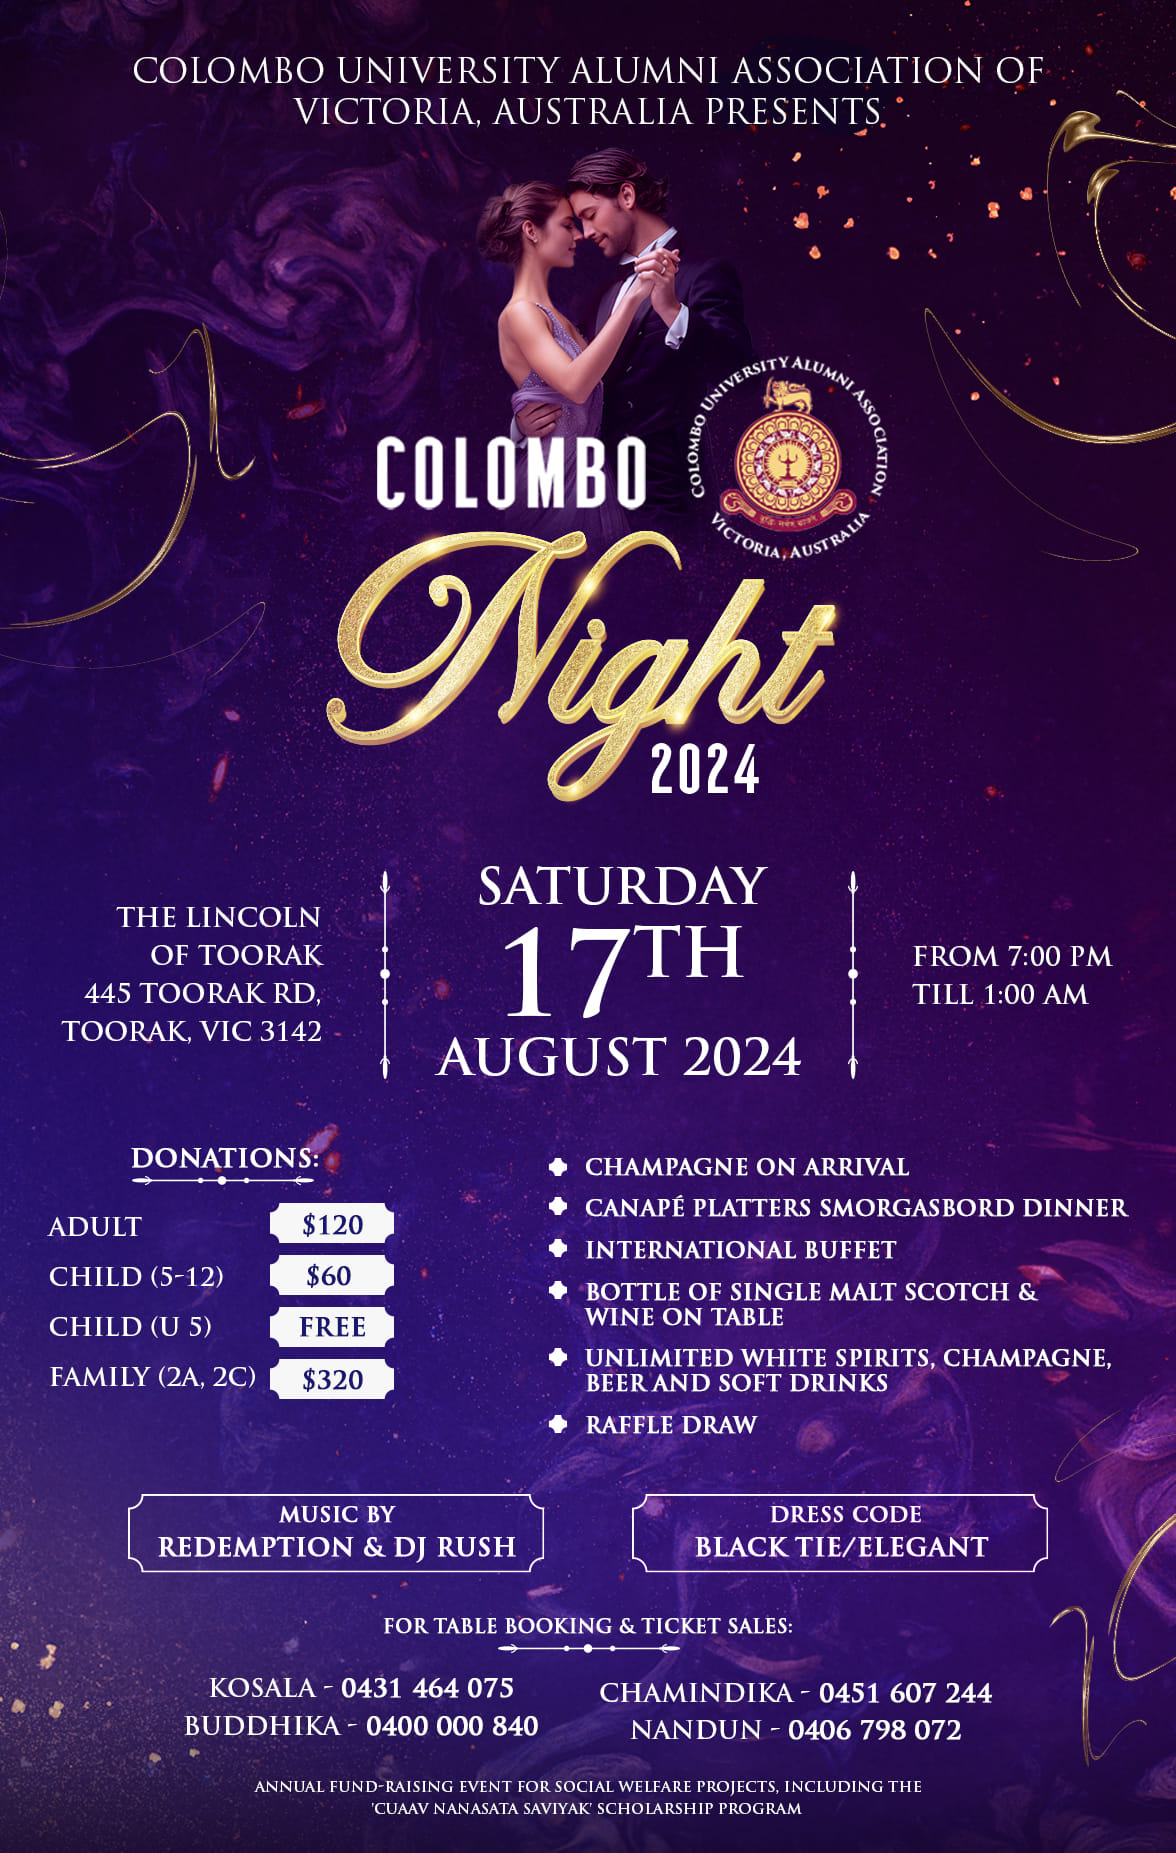 COLOMBO UNIVERSITY ALUMNI ASSOCIATION OF
VICTORIA, AUSTRALIA PRESENTS
COLOMBO
COLOMBO UNIVERSITY ALUMNI ASSOCIATION
VICTORIA, AUSTRALIA
Night
2024
THE LINCOLN
OF TOORAK
445 TOORAK RD,
TOORAK, VIC 3142
SATURDAY
17TH
AUGUST 2024
FROM 7:00 PM
TILL 1:00 AM
DONATIONS:
ADULT $120
CHILD (5-12) $60
CHILD (U 5) FREE
FAMILY (2A, 2C) $320
CHAMPAGNE ON ARRIVAL
CANAPÉ PLATTERS SMORGASBORD DINNER
INTERNATIONAL BUFFET
BOTTLE OF SINGLE MALT SCOTCH &
WINE ON TABLE
UNLIMITED WHITE SPIRITS, CHAMPAGNE,
BEER AND SOFT DRINKS
RAFFLE DRAW
MUSIC BY
REDEMPTION & DJ RUSH
DRESS CODE
BLACK TIE/ELEGANT
FOR TABLE BOOKING & TICKET SALES:
KOSALA - 0431 464 075
BUDDHIKA - 0400 000 840
CHAMINDIKA - 0451 607 244
NANDUN - 0406 798 072
ANNUAL FUND-RAISING EVENT FOR SOCIAL WELFARE PROJECTS, INCLUDING THE
'CUAAV NANASATA SAVIYAK' SCHOLARSHIP PROGRAM